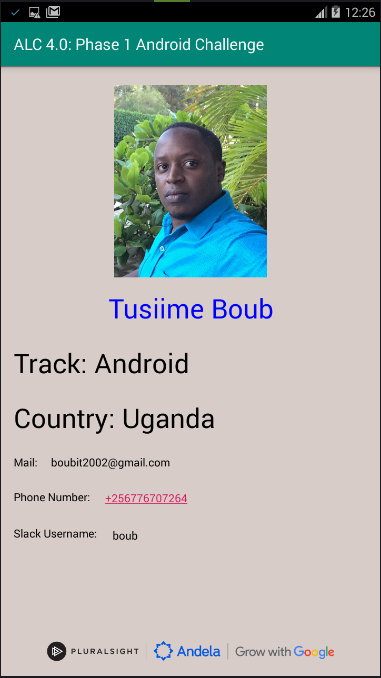 12:26
ALC 4.0: Phase 1 Android Challenge
Tusiime Boub
Track: Android
Country: Uganda
Mail: boubit2002@gmail.com
Phone Number: +256776707264
Slack Username: boub
PLURALSIGHT Andela Grow with Google